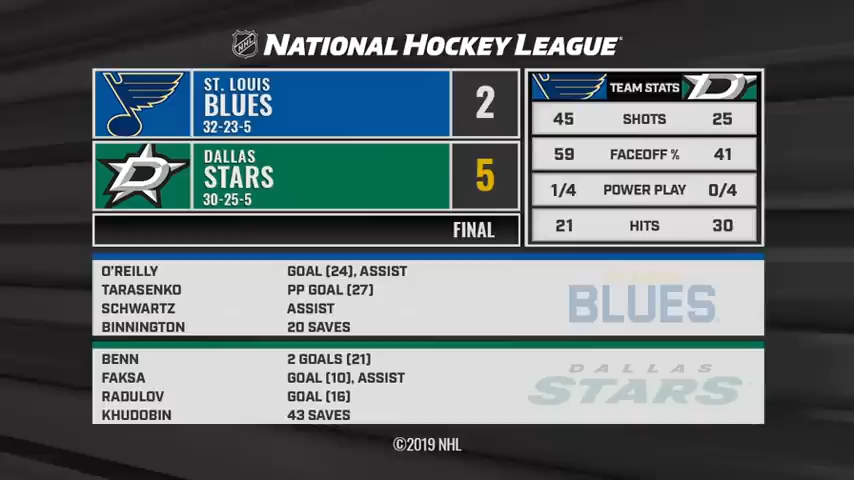 NHL NATIONAL HOCKEY LEAGUE
ST. LOUIS
BLUES
32-23-5
2
DALLAS
STARS
30-25-5
5
FINAL
TEAM STATS
45 SHOTS 25
59 FACEOFF % 41
1/4 POWER PLAY 0/4
21 HITS 30
O'REILLY GOAL (24), ASSIST
TARASENKO PP GOAL (27)
SCHWARTZ ASSIST
BINNINGTON 20 SAVES
BLUES
BENN 2 GOALS (21)
FAKSA GOAL (10), ASSIST
RADULOV GOAL (16)
KHUDOBIN 43 SAVES
DALLAS
STARS
©2019 NHL